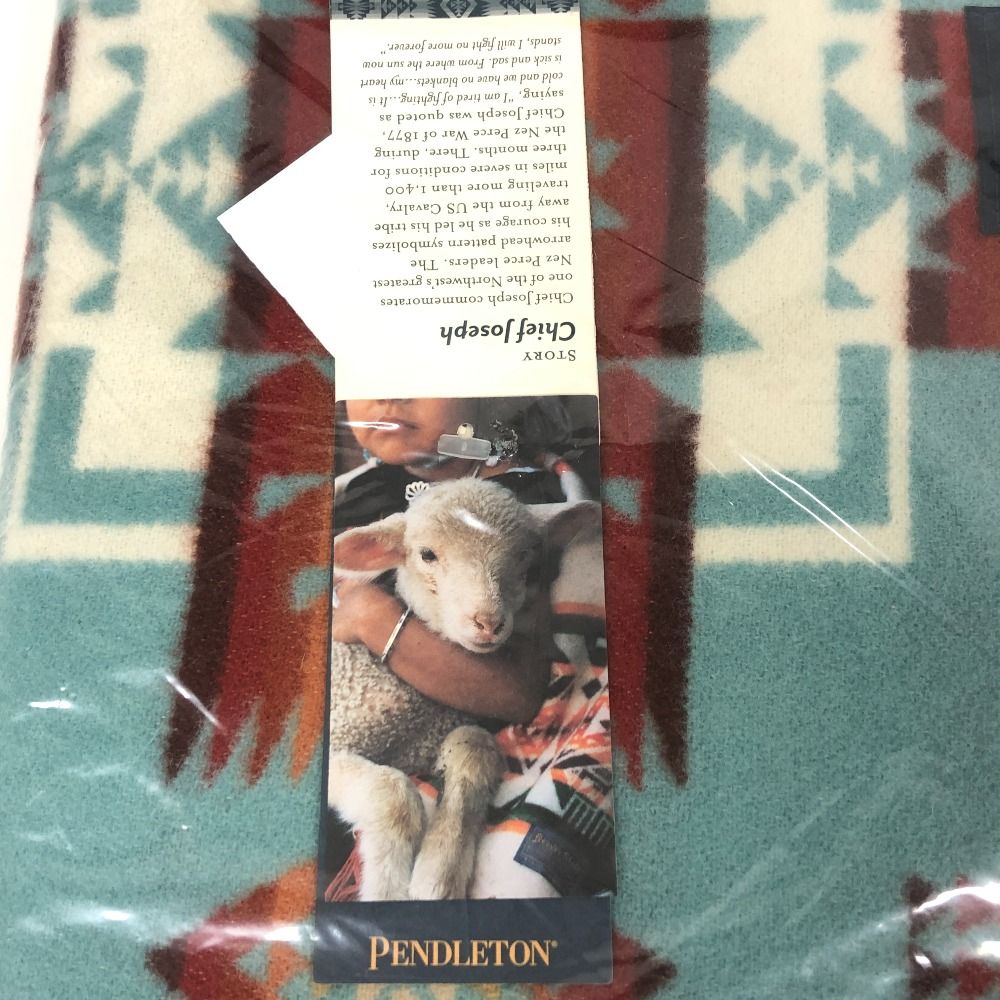 STORY
Chief Joseph
Chief Joseph commemorates
one of the Northwest's greatest
Nez Perce leaders. The
arrowhead pattern symbolizes
his courage as he led his tribe
away from the US Cavalry,
traveling more than 1,400
miles in severe conditions for
three months. There, during
the Nez Perce War of 1877,
Chief Joseph was quoted as
saying, "I am tired of fighting...It is
cold and we have no blankets...my heart
is sick and sad. From where the sun now
stands, I will fight no more forever."
PENDLETON®